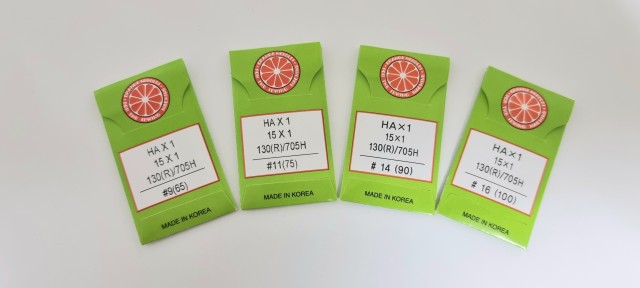 HA X 1
15 X 1
130(R)/705H
#9(65)
MADE IN KOREA
HA X 1
15 X 1
130(R)/705H
#11(75)
MADE IN KOREA
HA×1
15×1
130(R)/705H
# 14 (90)
MADE IN KOREA
HA×1
15×1
130(R)/705H
# 16 (100)
MADE IN KOREA